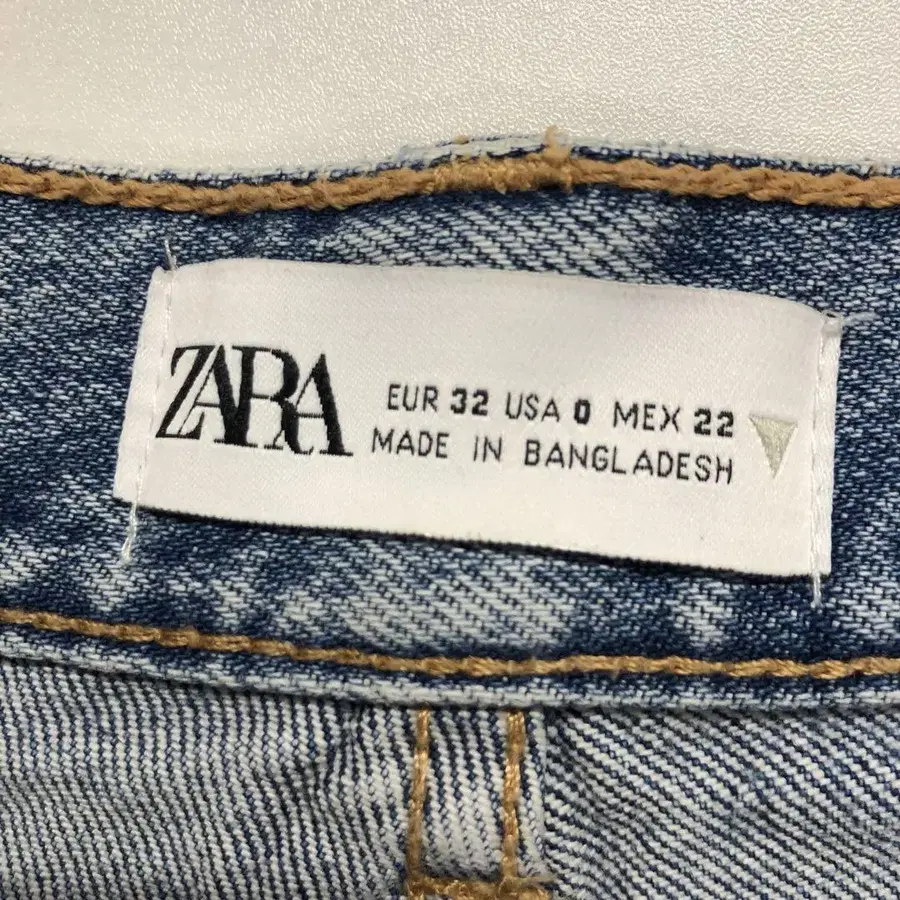 ZARA
EUR 32 USA 0 MEX 22
MADE IN BANGLADESH